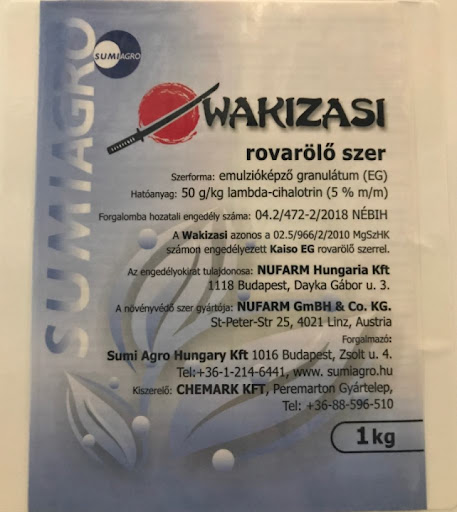 SUMIAGRO
SUMIAGRO
WAKIZASI
rovarölő szer
Szerforma: emulzióképző granulátum (EG)
Hatóanyag: 50 g/kg lambda-cihalotrin (5 % m/m)
Forgalomba hozatali engedély száma: 04.2/472-2/2018 NÉBIH
A Wakizasi azonos a 02.5/966/2/2010 MgSzHK
számon engedélyezett Kaiso EG rovarölő szerrel.
Az engedélyokirat tulajdonosa: NUFARM Hungaria Kft
1118 Budapest, Dayka Gábor u. 3.
A növényvédő szer gyártója: NUFARM GmBH & Co. KG.
St-Peter-Str 25, 4021 Linz, Austria
Forgalmazó:
Sumi Agro Hungary Kft 1016 Budapest, Zsolt u. 4.
Tel:+36-1-214-6441, www. sumiagro.hu
Kiszerelő: CHEMARK KFT, Peremarton Gyártelep,
Tel: +36-88-596-510
1 kg